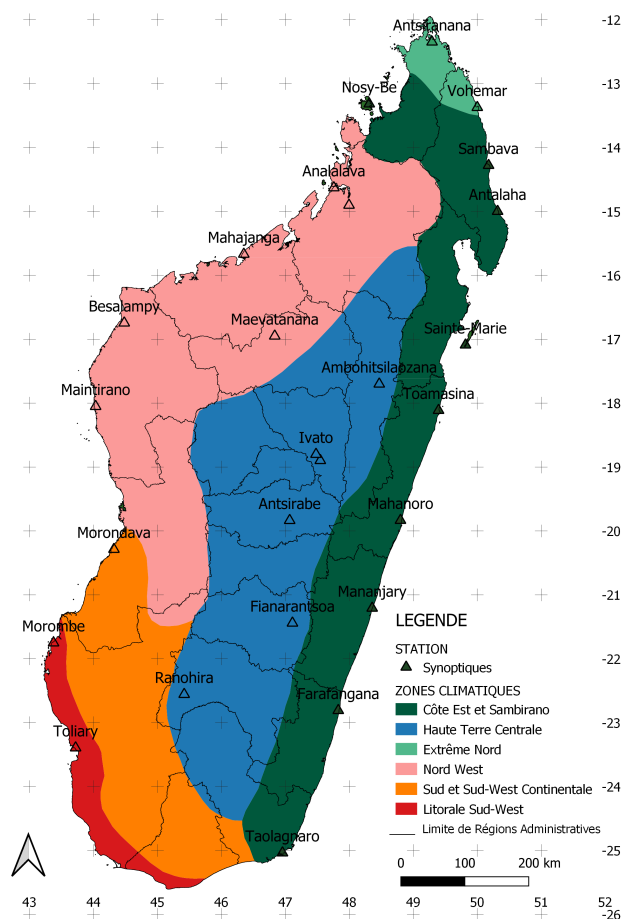 Antsiranana
-12
Nosy-Be
-13
Vohemar
-14
Sambava
Analalava
Antalaha
-15
Mahajanga
-16
Besalampy
Maevatanana
Sainte-Marie
-17
Ambohitsilaozana
Maintirano
Toamasina
-18
Ivato
-19
Antsirabe
Mahanoro
-20
Morondava
Mananjary
-21
Fianarantsoa
Morombe
-22
Ranohira
Farafangana
-23
Toliary
-24
Taolagnaro
-25
LEGENDE
STATION
Synoptiques
ZONES CLIMATIQUES
Côte Est et Sambirano
Haute Terre Centrale
Extrême Nord
Nord West
Sud et Sud-West Continentale
Litorale Sud-West
Limite de Régions Administratives
0 100 200 km
43 44 45 46 47 48 49 50 51 52
-26